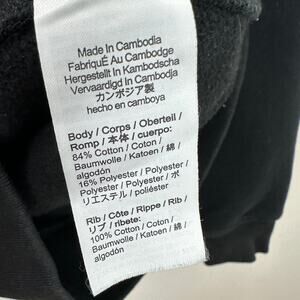 Made In Cambodia
FabriquÉ Au Cambodge
Hergestellt In Kambodscha
Vervaardigd In Cambodja
カンボジア製
hecho en camboya
Body / Corps / Oberteil /
Romp / 本体 / cuerpo:
84% Cotton / Coton /
Baumwolle / Katoen / 綿 /
algodón
16% Polyester / Polyester /
Polyester / Polyester / ポ
リエステル / poliéster
Rib / Côte / Rippe / Rib /
リブ / ribete:
100% Cotton / Coton /
Baumwolle / Katoen / 綿 /
algodón